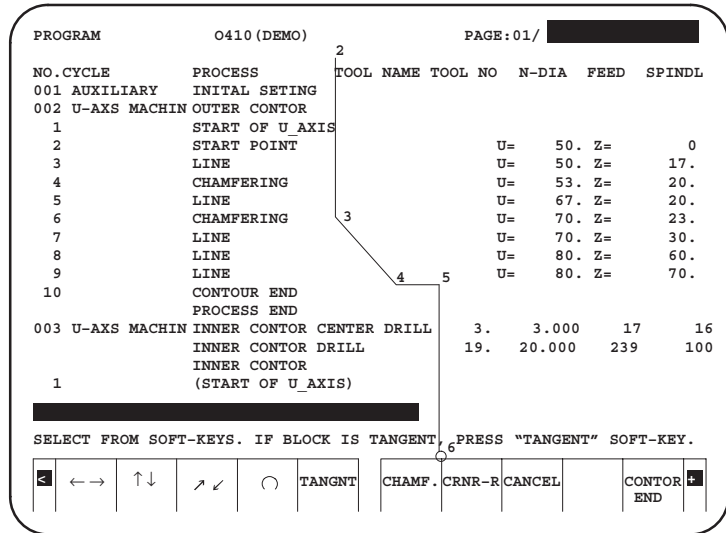 PROGRAM O410(DEMO) PAGE:01/
2
NO.CYCLE PROCESS TOOL NAME TOOL NO N-DIA FEED SPINDL
001 AUXILIARY INITAL SETING
002 U-AXS MACHIN OUTER CONTOR
1 START OF U_AXIS
2 START POINT U= 50. Z= 0
3 LINE U= 50. Z= 17.
4 CHAMFERING U= 53. Z= 20.
5 LINE U= 67. Z= 20.
6 CHAMFERING 3 U= 70. Z= 23.
7 LINE U= 70. Z= 30.
8 LINE U= 80. Z= 60.
9 LINE 4 5 U= 80. Z= 70.
10 CONTOUR END
PROCESS END
003 U-AXS MACHIN INNER CONTOR CENTER DRILL 3. 3.000 17 16
INNER CONTOR DRILL 19. 20.000 239 100
INNER CONTOR
1 (START OF U_AXIS)
SELECT FROM SOFT-KEYS. IF BLOCK IS TANGENT, PRESS “TANGENT” SOFT-KEY.
6
< ←→ ↑↓ ↗↙ TANGNT CHAMF. CRNR-R CANCEL CONTOR +
END